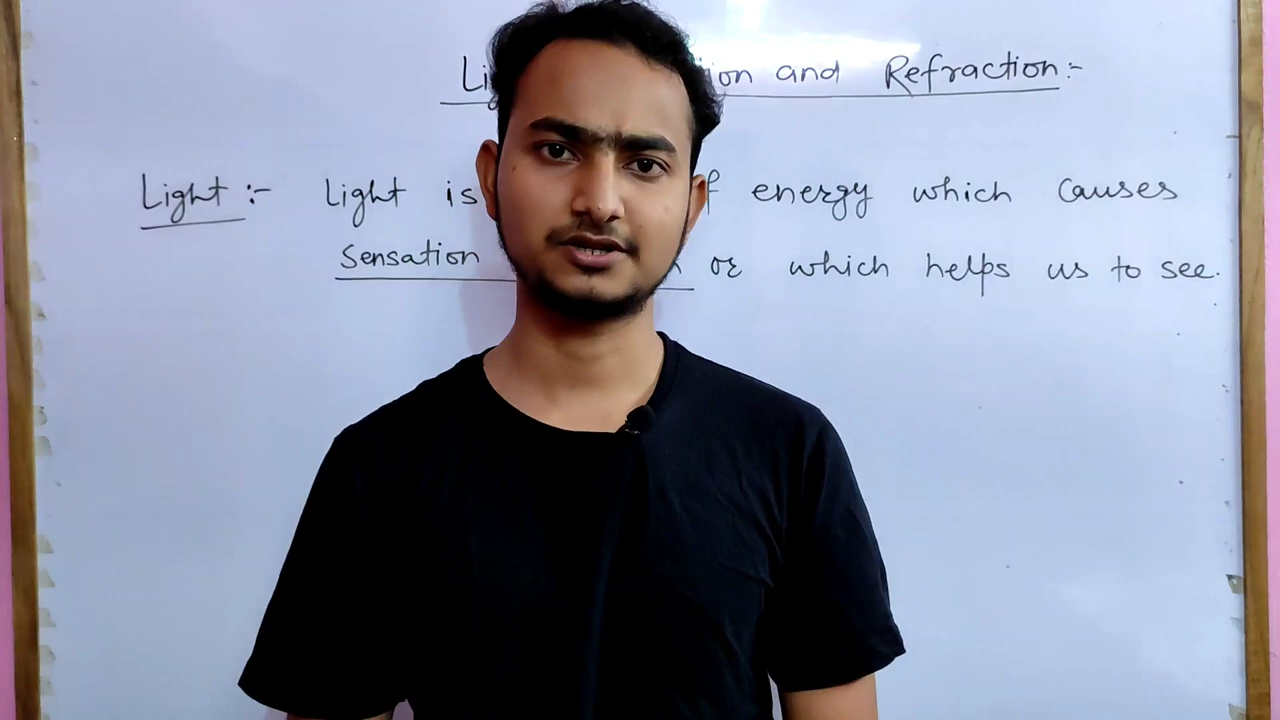 Li ion and Refraction:-
Light:- Light is f energy which causes
sensation or which helps us to see.